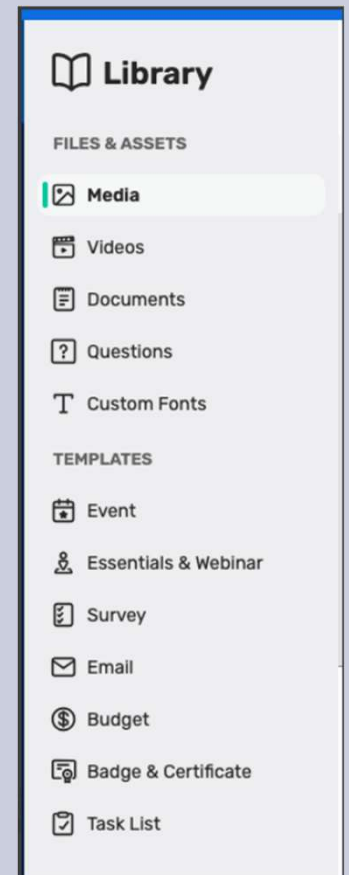 Library
FILES & ASSETS
Media
Videos
Documents
Questions
Custom Fonts
TEMPLATES
Event
Essentials & Webinar
Survey
Email
Budget
Badge & Certificate
Task List